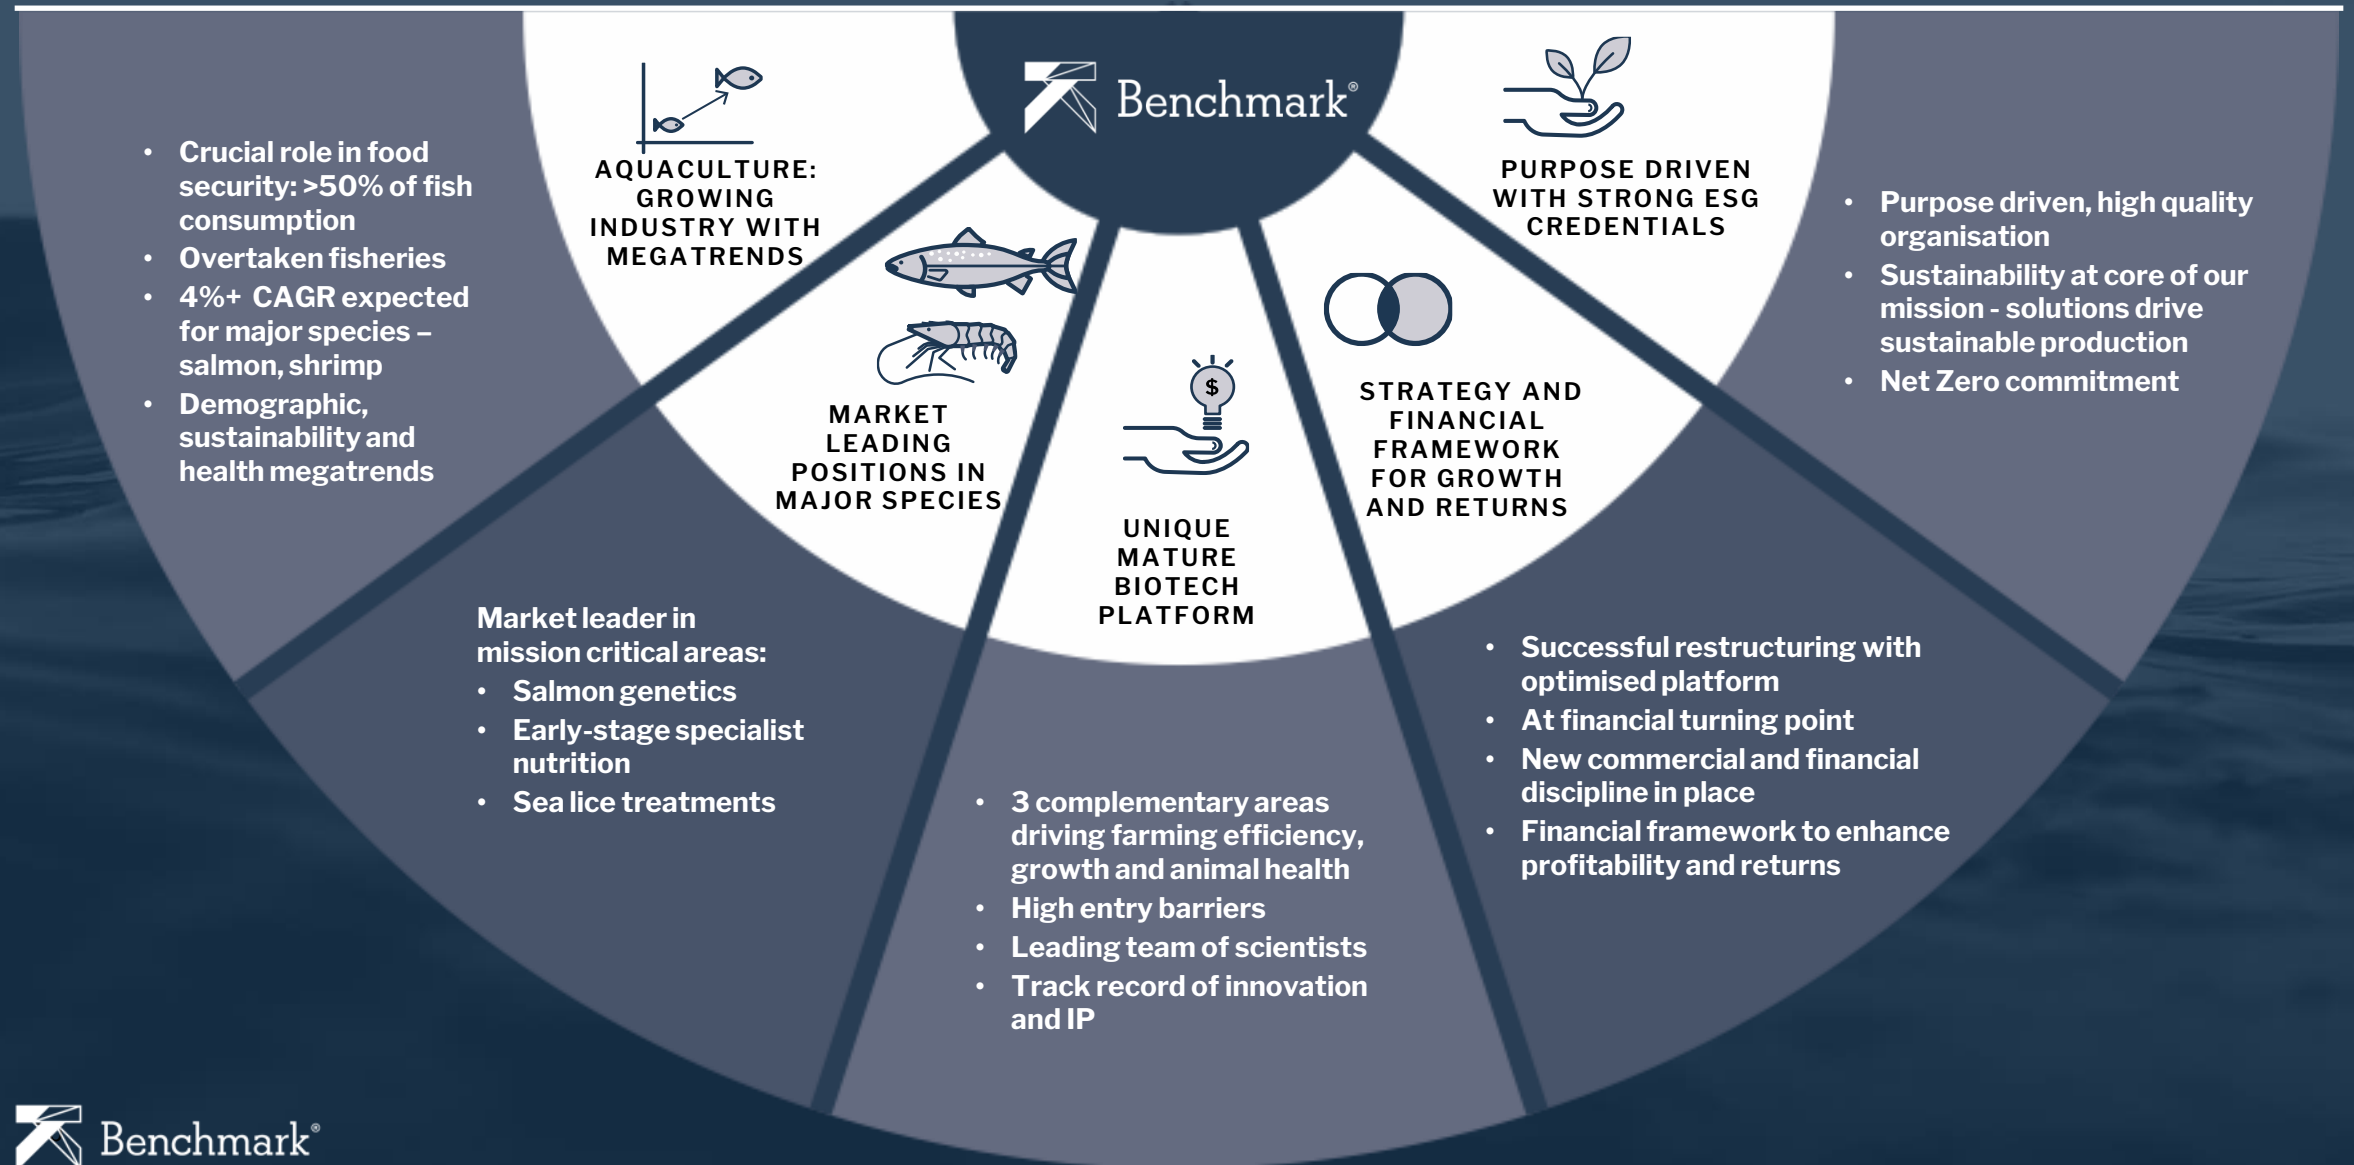 Benchmark®
AQUACULTURE:
GROWING
INDUSTRY WITH
MEGATRENDS
• Crucial role in food
security: >50% of fish
consumption
• Overtaken fisheries
• 4%+ CAGR expected
for major species –
salmon, shrimp
• Demographic,
sustainability and
health megatrends
MARKET
LEADING
POSITIONS IN
MAJOR SPECIES
Market leader in
mission critical areas:
• Salmon genetics
• Early-stage specialist
nutrition
• Sea lice treatments
$
UNIQUE
MATURE
BIOTECH
PLATFORM
• 3 complementary areas
driving farming efficiency,
growth and animal health
• High entry barriers
• Leading team of scientists
• Track record of innovation
and IP
STRATEGY AND
FINANCIAL
FRAMEWORK
FOR GROWTH
AND RETURNS
• Successful restructuring with
optimised platform
• At financial turning point
• New commercial and financial
discipline in place
• Financial framework to enhance
profitability and returns
PURPOSE DRIVEN
WITH STRONG ESG
CREDENTIALS
• Purpose driven, high quality
organisation
• Sustainability at core of our
mission - solutions drive
sustainable production
• Net Zero commitment
Benchmark®